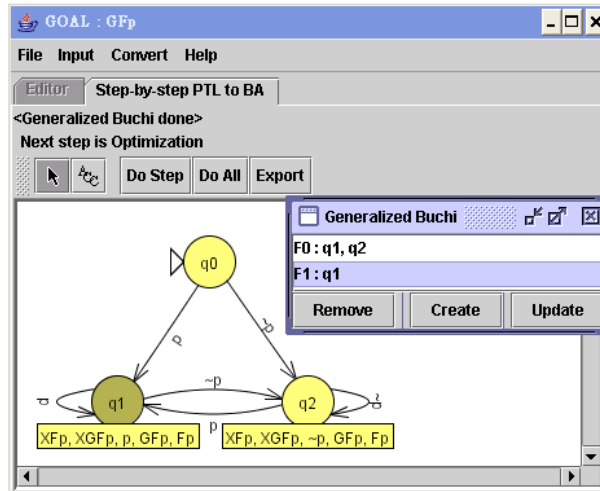 GOAL : GFp
File Input Convert Help
Editor Step-by-step PTL to BA
<Generalized Buchi done>
Next step is Optimization
Acc Do Step Do All Export
Generalized Buchi
F0 : q1, q2
F1 : q1
Remove Create Update
q0
p ~p
p q1 ~p q2 ~p
p
XFp, XGFp, p, GFp, Fp XFp, XGFp, ~p, GFp, Fp